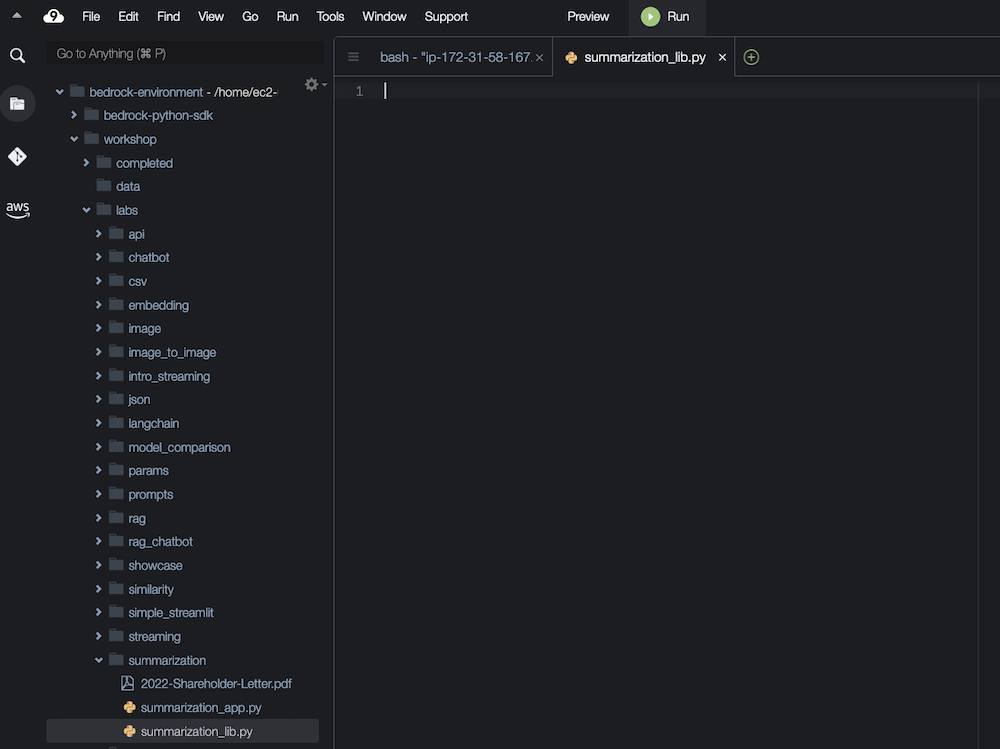 9 File Edit Find View Go Run Tools Window Support Preview Run
Go to Anything (⌘ P)
bash - "ip-172-31-58-167. × summarization_lib.py ×
1
bedrock-environment - /home/ec2-
bedrock-python-sdk
workshop
completed
data
aws
labs
api
chatbot
csv
embedding
image
image_to_image
intro_streaming
json
langchain
model_comparison
params
prompts
rag
rag_chatbot
showcase
similarity
simple_streamlit
streaming
summarization
2022-Shareholder-Letter.pdf
summarization_app.py
summarization_lib.py